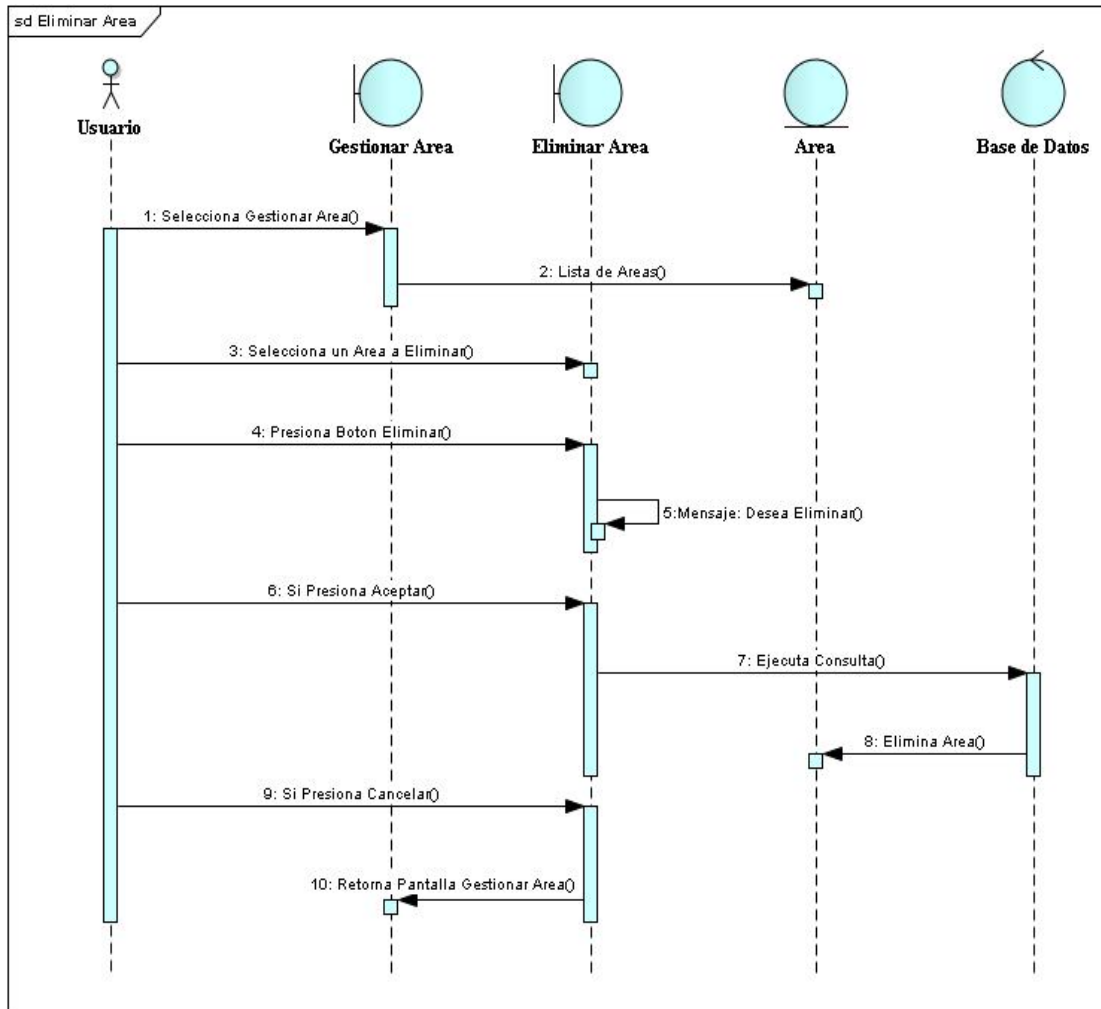 sd Eliminar Area
Usuario
Gestionar Area
Eliminar Area
Area
Base de Datos
1: Selecciona Gestionar Area()
2: Lista de Areas()
3: Selecciona un Area a Eliminar()
4: Presiona Boton Eliminar()
5:Mensaje: Desea Eliminar()
6: Si Presiona Aceptar()
7: Ejecuta Consulta()
8: Elimina Area()
9: Si Presiona Cancelar()
10: Retorna Pantalla Gestionar Area()